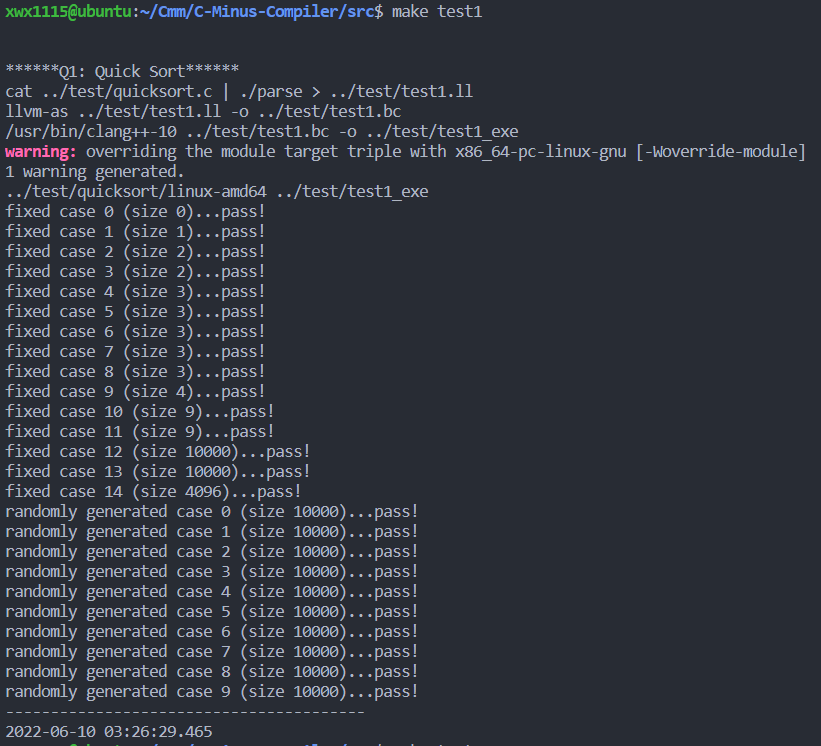 xwx1115@ubuntu:~/Cmm/C-Minus-Compiler/src$ make test1
******Q1: Quick Sort******
cat ../test/quicksort.c | ./parse > ../test/test1.ll
llvm-as ../test/test1.ll -o ../test/test1.bc
/usr/bin/clang++-10 ../test/test1.bc -o ../test/test1_exe
warning: overriding the module target triple with x86_64-pc-linux-gnu [-Woverride-module]
1 warning generated.
../test/quicksort/linux-amd64 ../test/test1_exe
fixed case 0 (size 0)...pass!
fixed case 1 (size 1)...pass!
fixed case 2 (size 2)...pass!
fixed case 3 (size 2)...pass!
fixed case 4 (size 3)...pass!
fixed case 5 (size 3)...pass!
fixed case 6 (size 3)...pass!
fixed case 7 (size 3)...pass!
fixed case 8 (size 3)...pass!
fixed case 9 (size 4)...pass!
fixed case 10 (size 9)...pass!
fixed case 11 (size 9)...pass!
fixed case 12 (size 10000)...pass!
fixed case 13 (size 10000)...pass!
fixed case 14 (size 4096)...pass!
randomly generated case 0 (size 10000)...pass!
randomly generated case 1 (size 10000)...pass!
randomly generated case 2 (size 10000)...pass!
randomly generated case 3 (size 10000)...pass!
randomly generated case 4 (size 10000)...pass!
randomly generated case 5 (size 10000)...pass!
randomly generated case 6 (size 10000)...pass!
randomly generated case 7 (size 10000)...pass!
randomly generated case 8 (size 10000)...pass!
randomly generated case 9 (size 10000)...pass!
----------------------------------------
2022-06-10 03:26:29.465